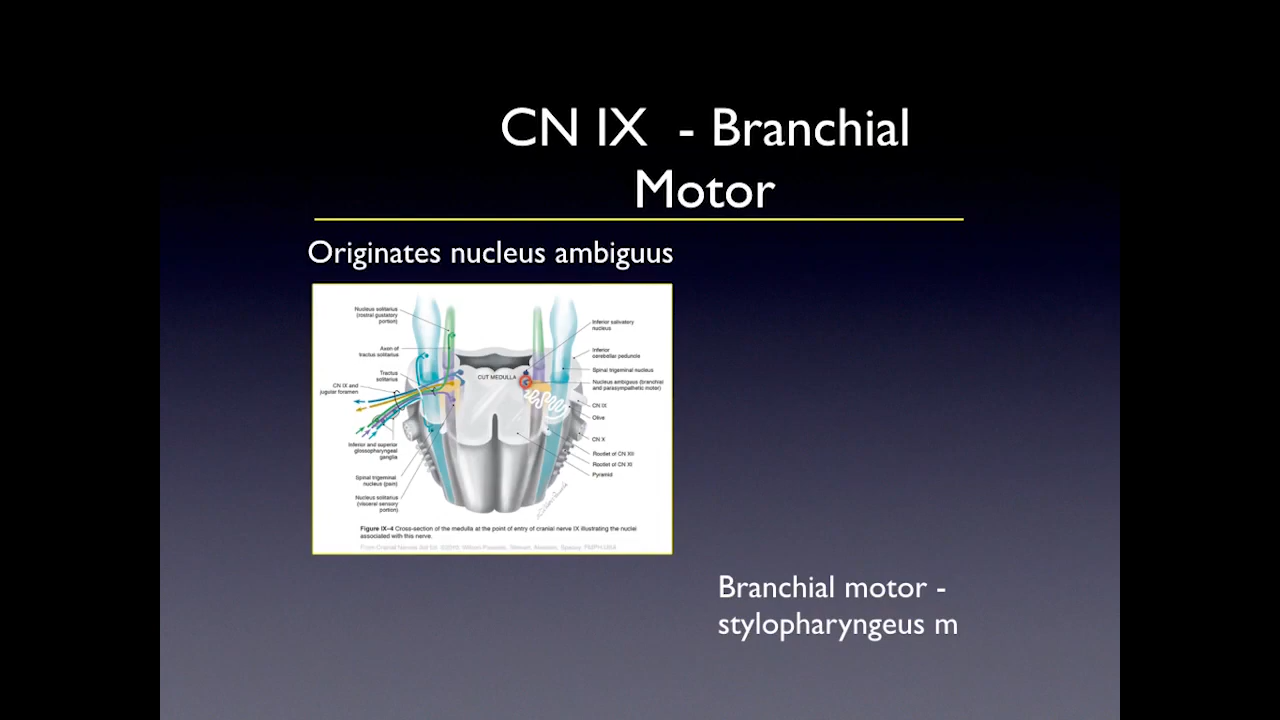 CN IX - Branchial
Motor
Originates nucleus ambiguus
Nucleus solitarius
(rostral gustatory
portion)
Axon of
tractus solitarius
Tractus
solitarius
CN IX and
jugular foramen
Inferior and superior
glossopharyngeal
ganglia
Spinal trigeminal
nucleus (pain)
Nucleus solitarius
(visceral sensory
portion)
CUT MEDULLA
Inferior salivatory
nucleus
Inferior
cerebellar peduncle
Spinal trigeminal nucleus
Nucleus ambiguus (branchial
and parasympathetic motor)
CN IX
Olive
CN X
Rootlet of CN XII
Rootlet of CN XI
Pyramid
Figure IX–4 Cross-section of the medulla at the point of entry of cranial nerve IX illustrating the nuclei
associated with this nerve.
Branchial motor -
stylopharyngeus m